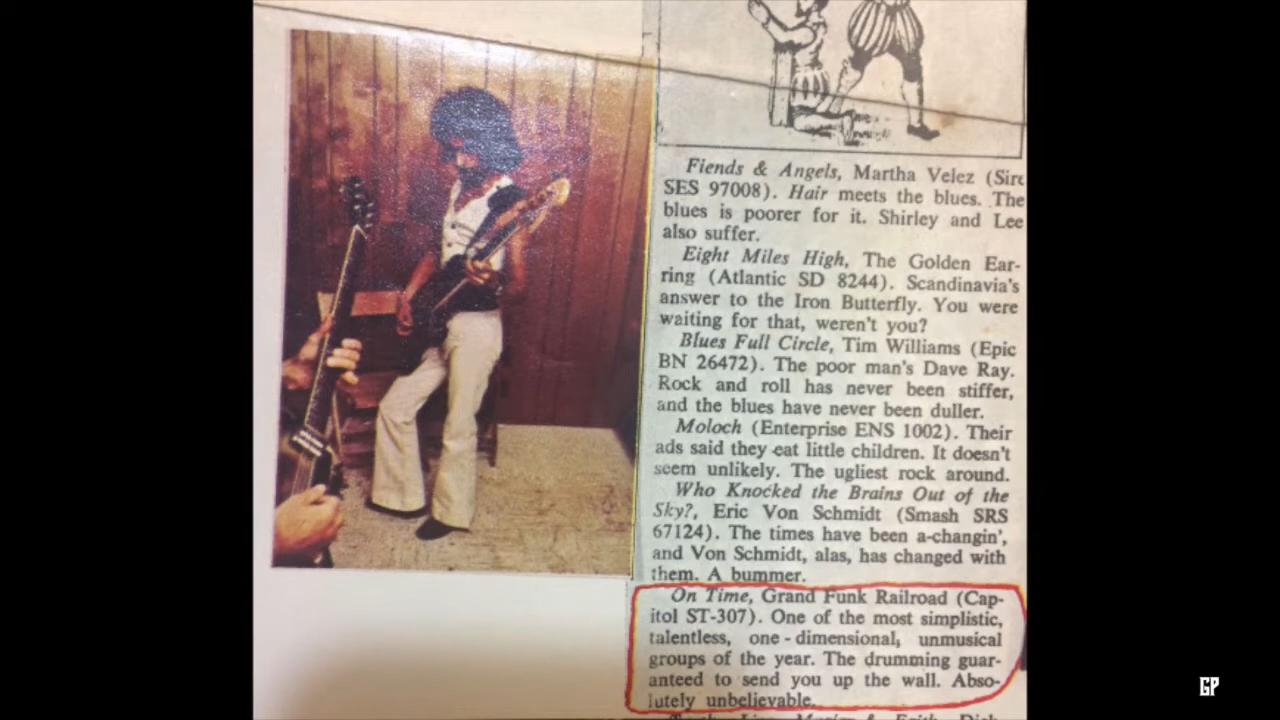 Fiends & Angels, Martha Velez (Sire
SES 97008). Hair meets the blues. The
blues is poorer for it. Shirley and Lee
also suffer.
Eight Miles High, The Golden Ear-
ring (Atlantic SD 8244). Scandinavia's
answer to the Iron Butterfly. You were
waiting for that, weren't you?
Blues Full Circle, Tim Williams (Epic
BN 26472). The poor man's Dave Ray.
Rock and roll has never been stiffer,
and the blues have never been duller.
Moloch (Enterprise ENS 1002). Their
ads said they eat little children. It doesn't
seem unlikely. The ugliest rock around.
Who Knocked the Brains Out of the
Sky?, Eric Von Schmidt (Smash SRS
67124). The times have been a-changin',
and Von Schmidt, alas, has changed with
them. A bummer.
On Time, Grand Funk Railroad (Cap-
itol ST-307). One of the most simplistic,
talentless, one-dimensional, unmusical
groups of the year. The drumming guar-
anteed to send you up the wall. Abso-
lutely unbelievable.
GP